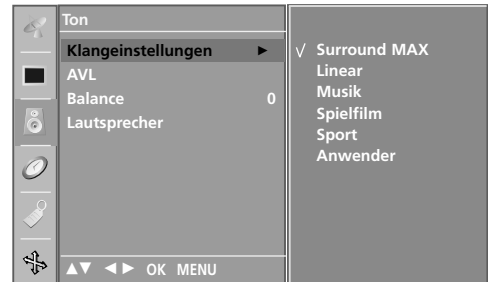 Ton
Klangeinstellungen ►
AVL
Balance 0
Lautsprecher
▲▼ ◄► OK MENU
√ Surround MAX
Linear
Musik
Spielfilm
Sport
Anwender